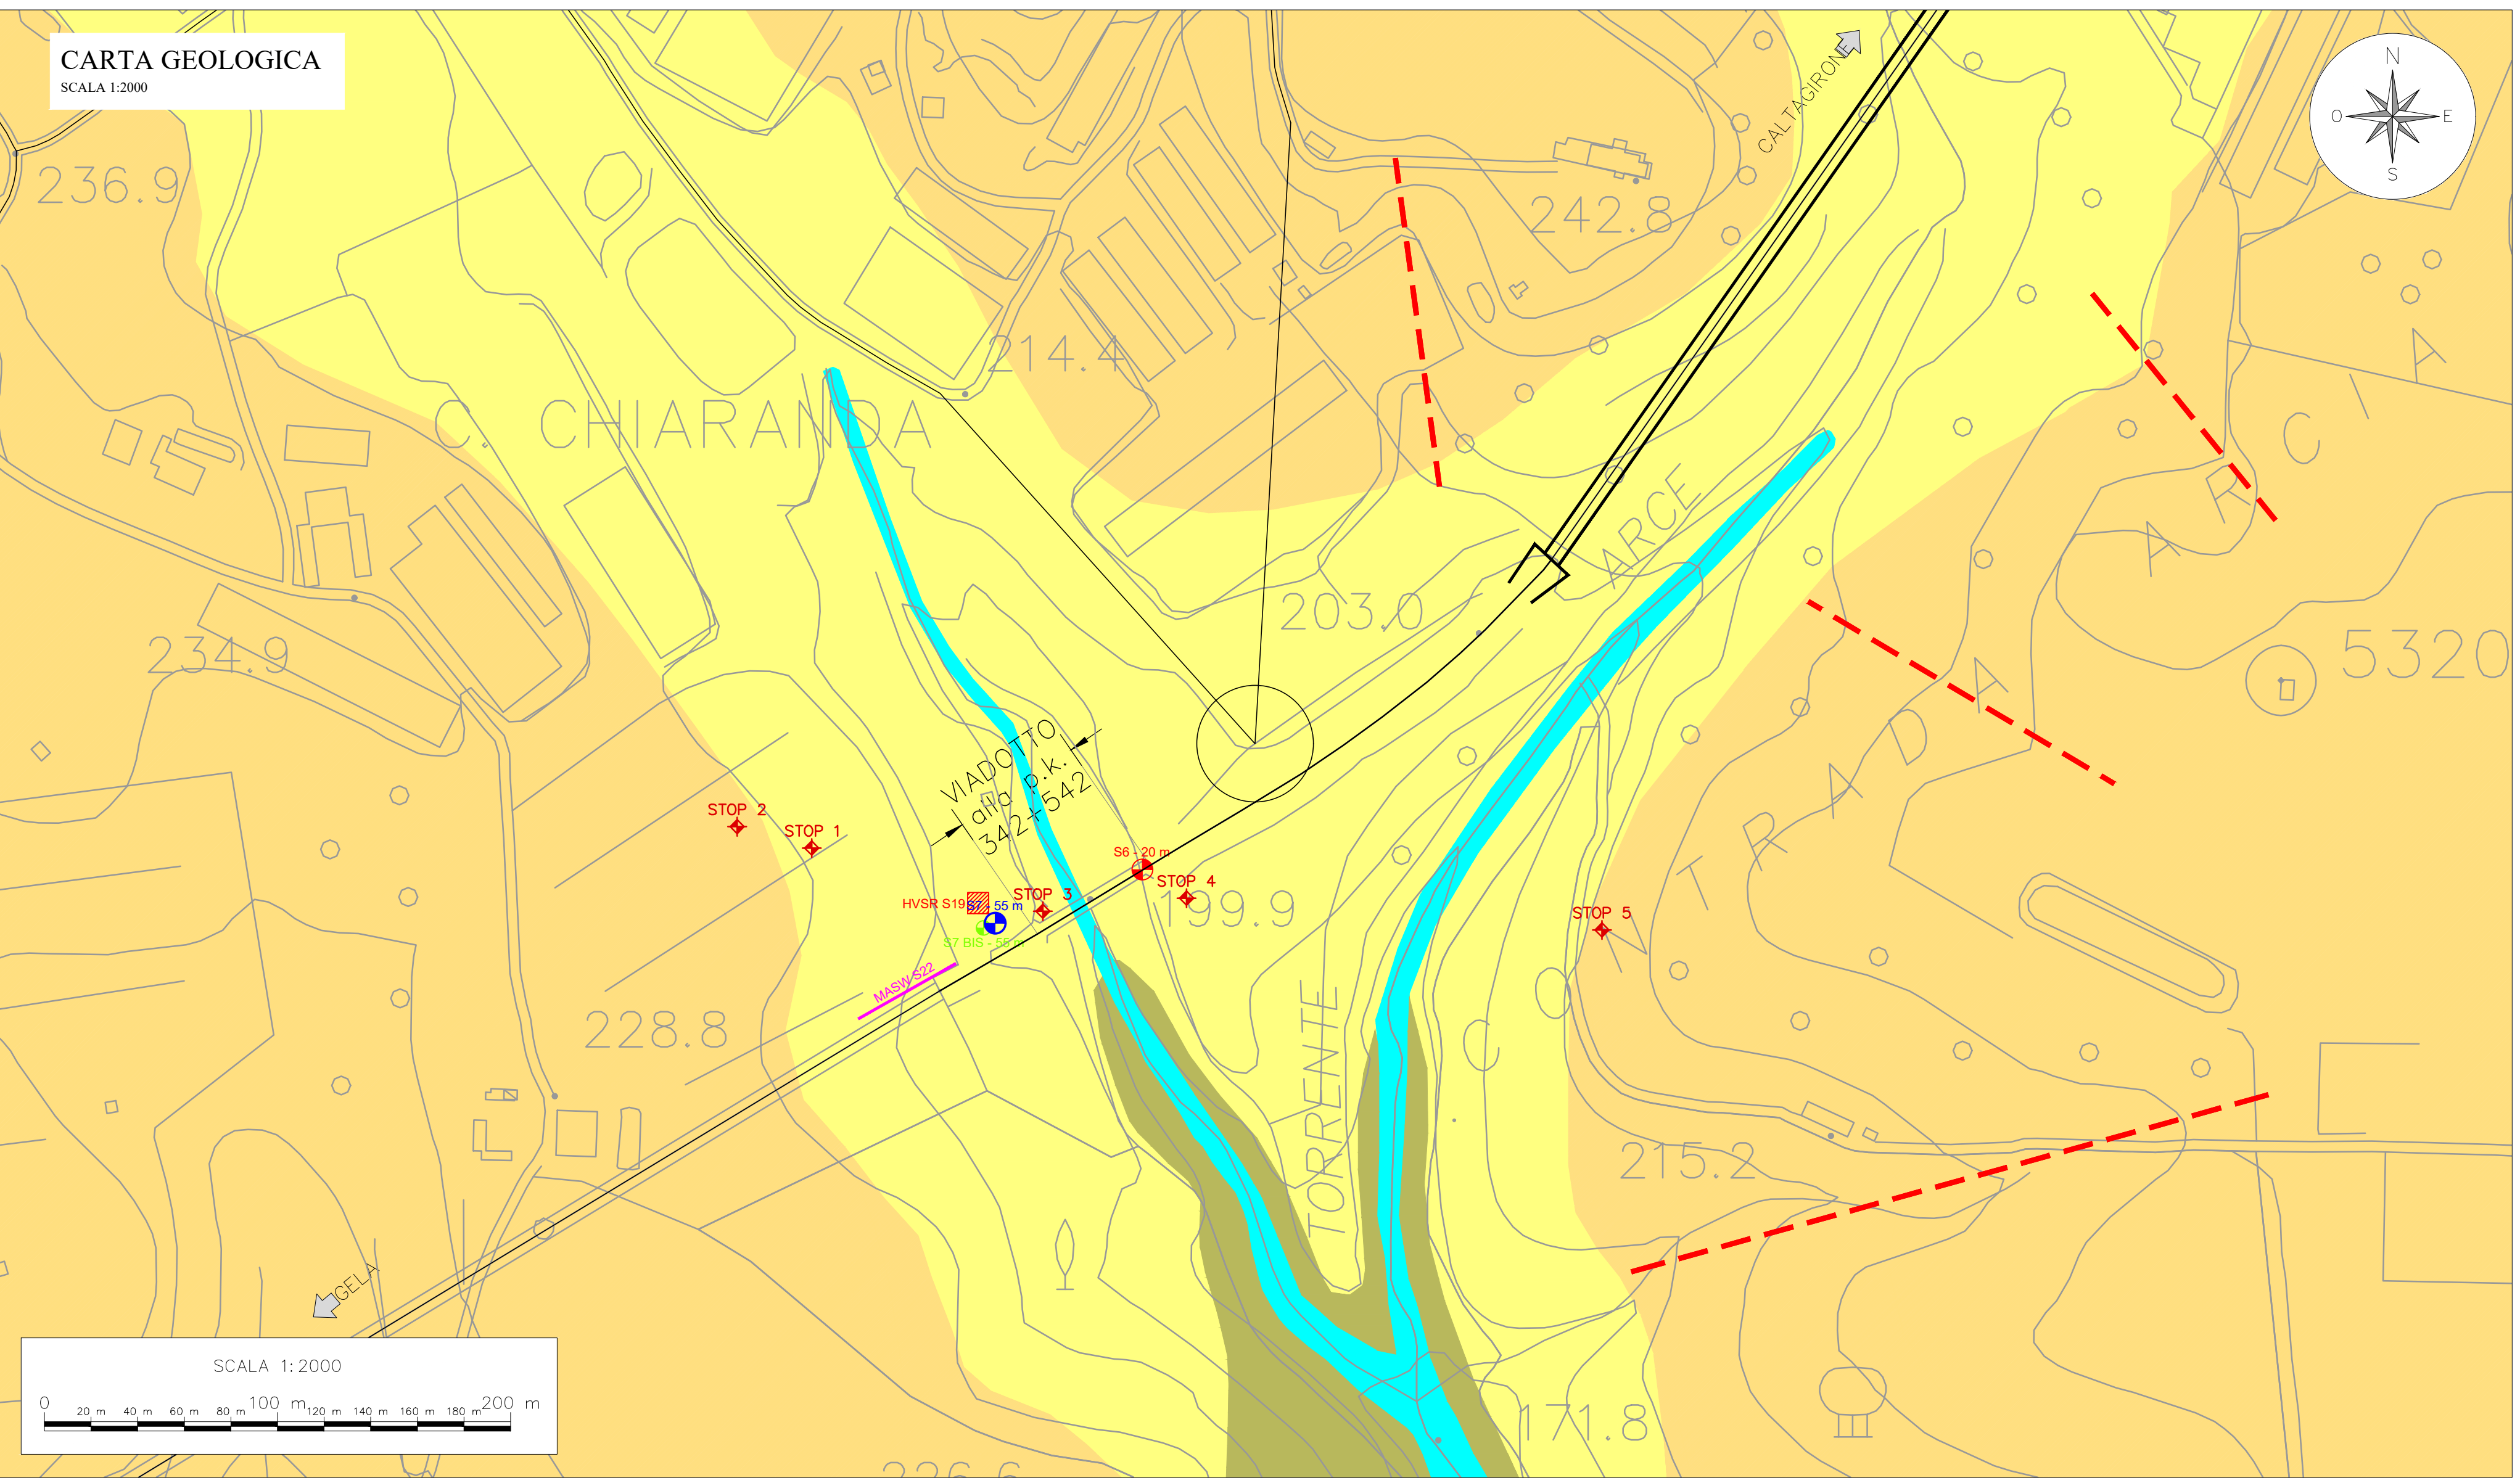 CARTA GEOLOGICA
SCALA 1:2000
N
O
E
S
CALTAGIRONE
236.9
242.8
214.4
C. CHIARANDA
ARCE
203.0
234.9
5320
CONTRADA
ARCIA
VIADOTTO
alla p.k.
342+542
STOP 2
STOP 1
S6 - 20 m
STOP 3
STOP 4
HVSR S19
S7 - 55 m
S7 BIS - 55 m
199.9
STOP 5
MASW S22
228.8
TORRENTE
215.2
GELA
171.8
SCALA 1:2000
0
20 m
40 m
60 m
80 m
100 m
120 m
140 m
160 m
180 m
200 m